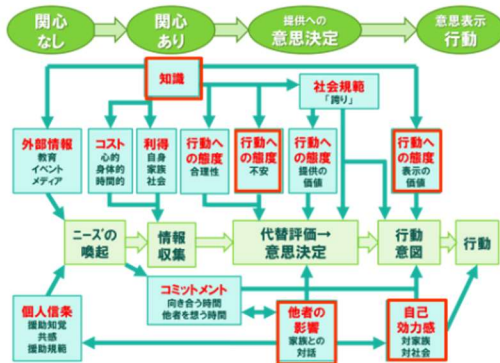 関心
なし
関心
あり
提供への
意思決定
意思表示
行動
知識
社会規範
「誇り」
外部情報
教育
イベント
メディア
コスト
心的
身体的
時間的
利得
自身
家族
社会
行動へ
の態度
合理性
行動へ
の態度
不安
行動へ
の態度
提供の
価値
行動へ
の態度
表示の
価値
ニーズの
喚起
情報
収集
代替評価→
意思決定
行動
意図
行動
個人信条
援助知覚
共感
援助規範
コミットメント
向き合う時間
他者を想う時間
他者の
影響
家族との
対話
自己
効力感
対家族
対社会